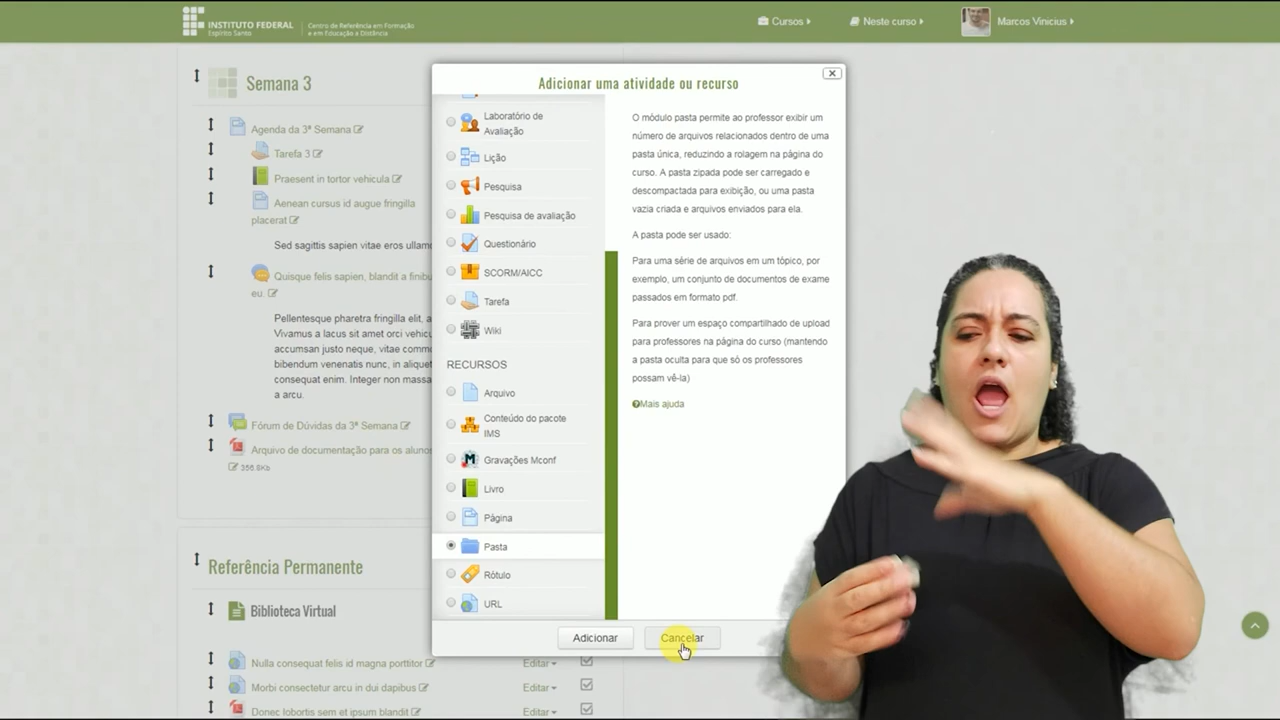 INSTITUTO FEDERAL
Espírito Santo
Centro de Referência em Formação
e em Educação a Distância
Cursos
Neste curso
Marcos Vinicius
Semana 3
Agenda da 3ª Semana
Tarefa 3
Praesent in tortor vehicula
Aenean cursus id augue fringilla
placerat
Sed sagittis sapien vitae eros ullamc
Quisque felis sapien, blandit a finibu
eu.
Pellentesque pharetra fringilla elit, a
Vivamus a lacus sit amet orci vehicu
accumsan justo neque, vitae commo
bibendum venenatis nunc, in aliquet
consequat enim. Integer non massa
a arcu.
Fórum de Dúvidas da 3ª Semana
Arquivo de documentação para os alunos
356.8Kb
Referência Permanente
Biblioteca Virtual
Nulla consequat felis id magna porttitor
Editar
Morbi consectetur arcu in dui dapibus
Editar
Donec lobortis sem et ipsum blandit
Editar
Adicionar uma atividade ou recurso
Laboratório de
Avaliação
Lição
Pesquisa
Pesquisa de avaliação
Questionário
SCORM/AICC
Tarefa
Wiki
RECURSOS
Arquivo
Conteúdo do pacote
IMS
Gravações Mconf
Livro
Página
Pasta
Rótulo
URL
O módulo pasta permite ao professor exibir um
número de arquivos relacionados dentro de uma
pasta única, reduzindo a rolagem na página do
curso. A pasta zipada pode ser carregado e
descompactada para exibição, ou uma pasta
vazia criada e arquivos enviados para ela.
A pasta pode ser usado:
Para uma série de arquivos em um tópico, por
exemplo, um conjunto de documentos de exame
passados em formato pdf.
Para prover um espaço compartilhado de upload
para professores na página do curso (mantendo
a pasta oculta para que só os professores
possam vê-la)
Mais ajuda
Adicionar
Cancelar